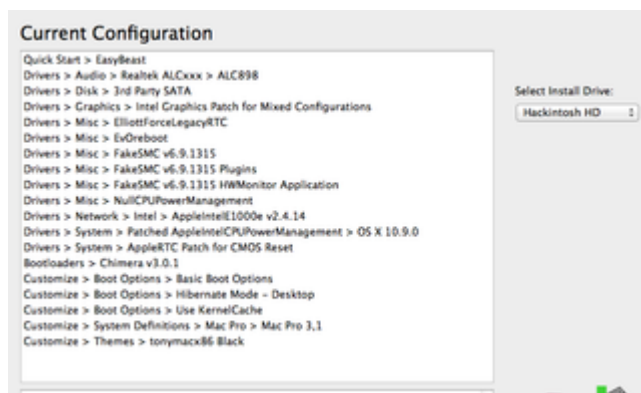 Current Configuration
Quick Start > EasyBeast
Drivers > Audio > Realtek ALCxxx > ALC898
Drivers > Disk > 3rd Party SATA
Drivers > Graphics > Intel Graphics Patch for Mixed Configurations
Drivers > Misc > ElliottForceLegacyRTC
Drivers > Misc > EvOreboot
Drivers > Misc > FakeSMC v6.9.1315
Drivers > Misc > FakeSMC v6.9.1315 Plugins
Drivers > Misc > FakeSMC v6.9.1315 HWMonitor Application
Drivers > Misc > NullCPUPowerManagement
Drivers > Network > Intel > AppleIntelE1000e v2.4.14
Drivers > System > Patched AppleIntelCPUPowerManagement > OS X 10.9.0
Drivers > System > AppleRTC Patch for CMOS Reset
Bootloaders > Chimera v3.0.1
Customize > Boot Options > Basic Boot Options
Customize > Boot Options > Hibernate Mode – Desktop
Customize > Boot Options > Use KernelCache
Customize > System Definitions > Mac Pro > Mac Pro 3,1
Customize > Themes > tonymacx86 Black
Select Install Drive:
Hackintosh HD